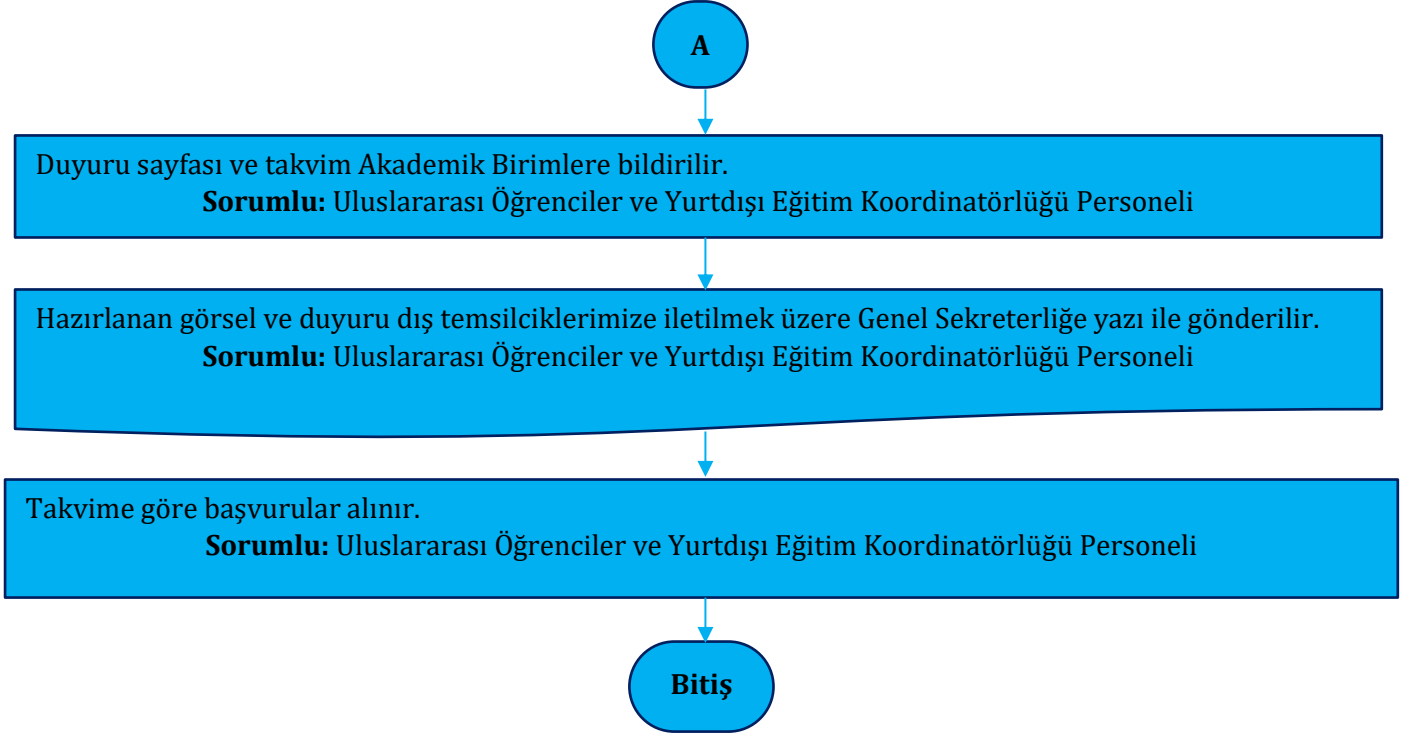 A
Duyuru sayfası ve takvim Akademik Birimlere bildirilir.
Sorumlu: Uluslararası Öğrenciler ve Yurtdışı Eğitim Koordinatörlüğü Personeli
Hazırlanan görsel ve duyuru dış temsilciklerimize iletilmek üzere Genel Sekreterliğe yazı ile gönderilir.
Sorumlu: Uluslararası Öğrenciler ve Yurtdışı Eğitim Koordinatörlüğü Personeli
Takvime göre başvurular alınır.
Sorumlu: Uluslararası Öğrenciler ve Yurtdışı Eğitim Koordinatörlüğü Personeli
Bitiş